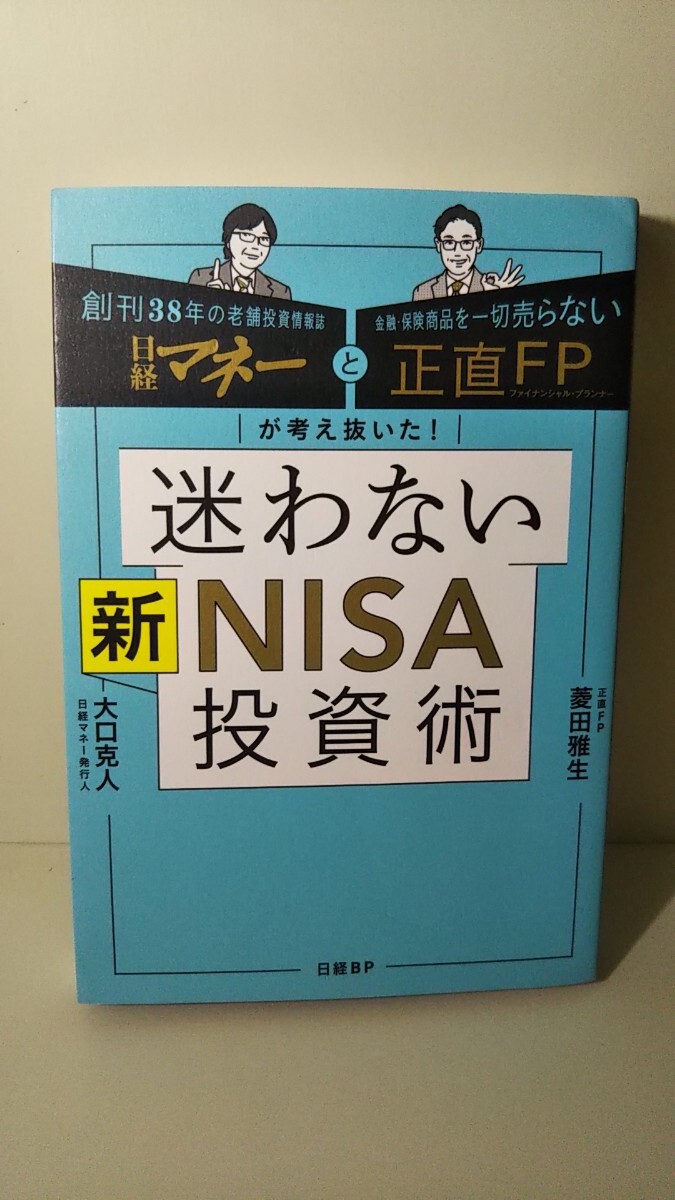 創刊38年の老舗投資情報誌
日経マネー
と
金融・保険商品を一切売らない
正直FP
ファイナンシャル・プランナー
が考え抜いた！
迷わない
新
NISA
投資術
正直FP
菱田雅生
大口克人
日経マネー発行人
日経BP